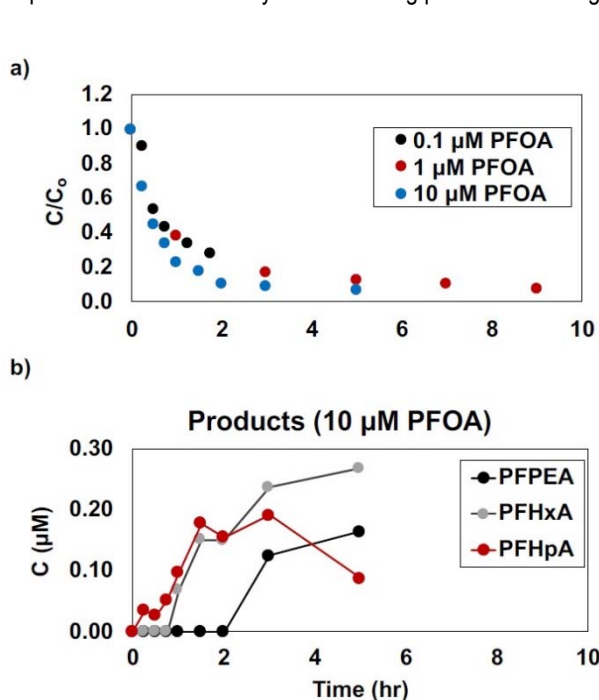 a)
1.2
1.0
0.8
0.6
0.4
0.2
0.0
C/Co
0.1 µM PFOA
1 µM PFOA
10 µM PFOA
0 2 4 6 8 10
b)
Products (10 µM PFOA)
0.30
0.20
0.10
0.00
C (µM)
PFPEA
PFHxA
PFHpA
0 2 4 6 8 10
Time (hr)